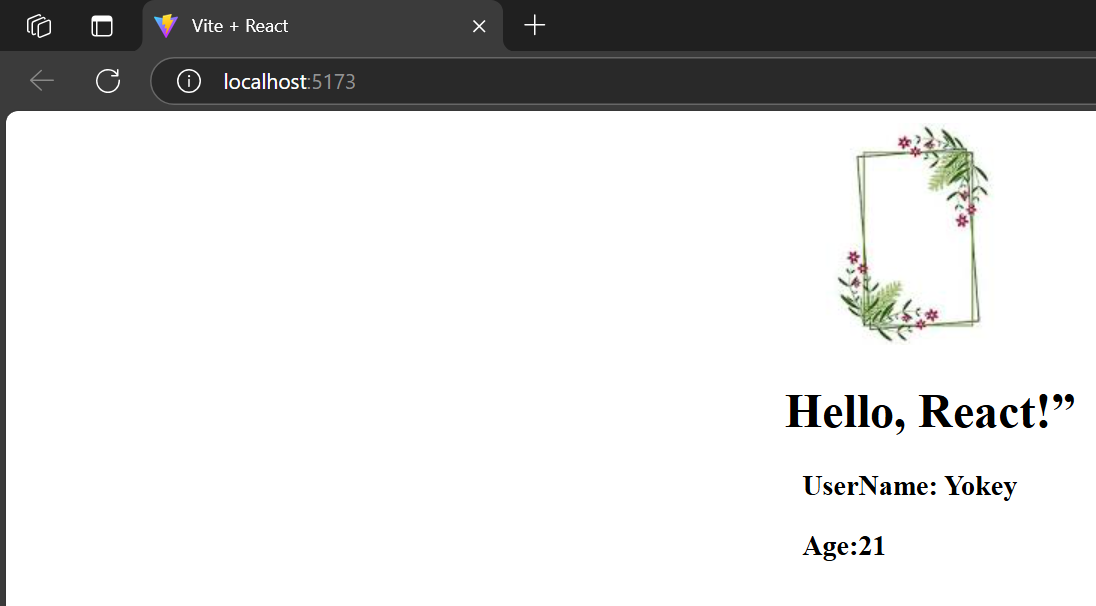 Vite + React
localhost:5173
Hello, React!”
UserName: Yokey
Age:21